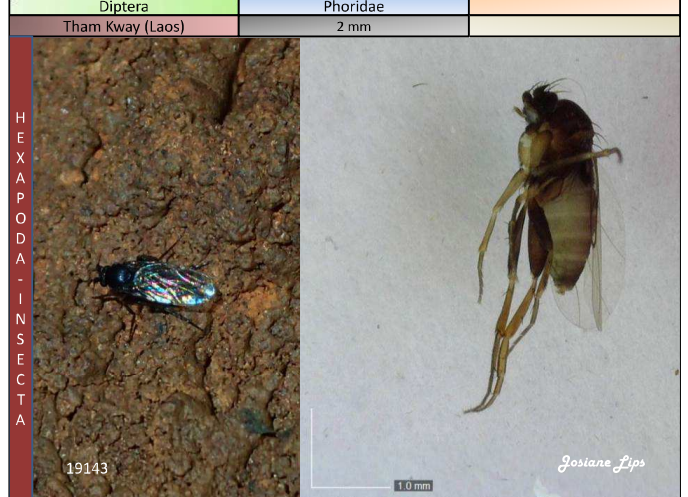 Diptera
Phoridae
Tham Kway (Laos)
2 mm
HEXAPODA-INSECTA
19143
1.0 mm
Josiane Lips